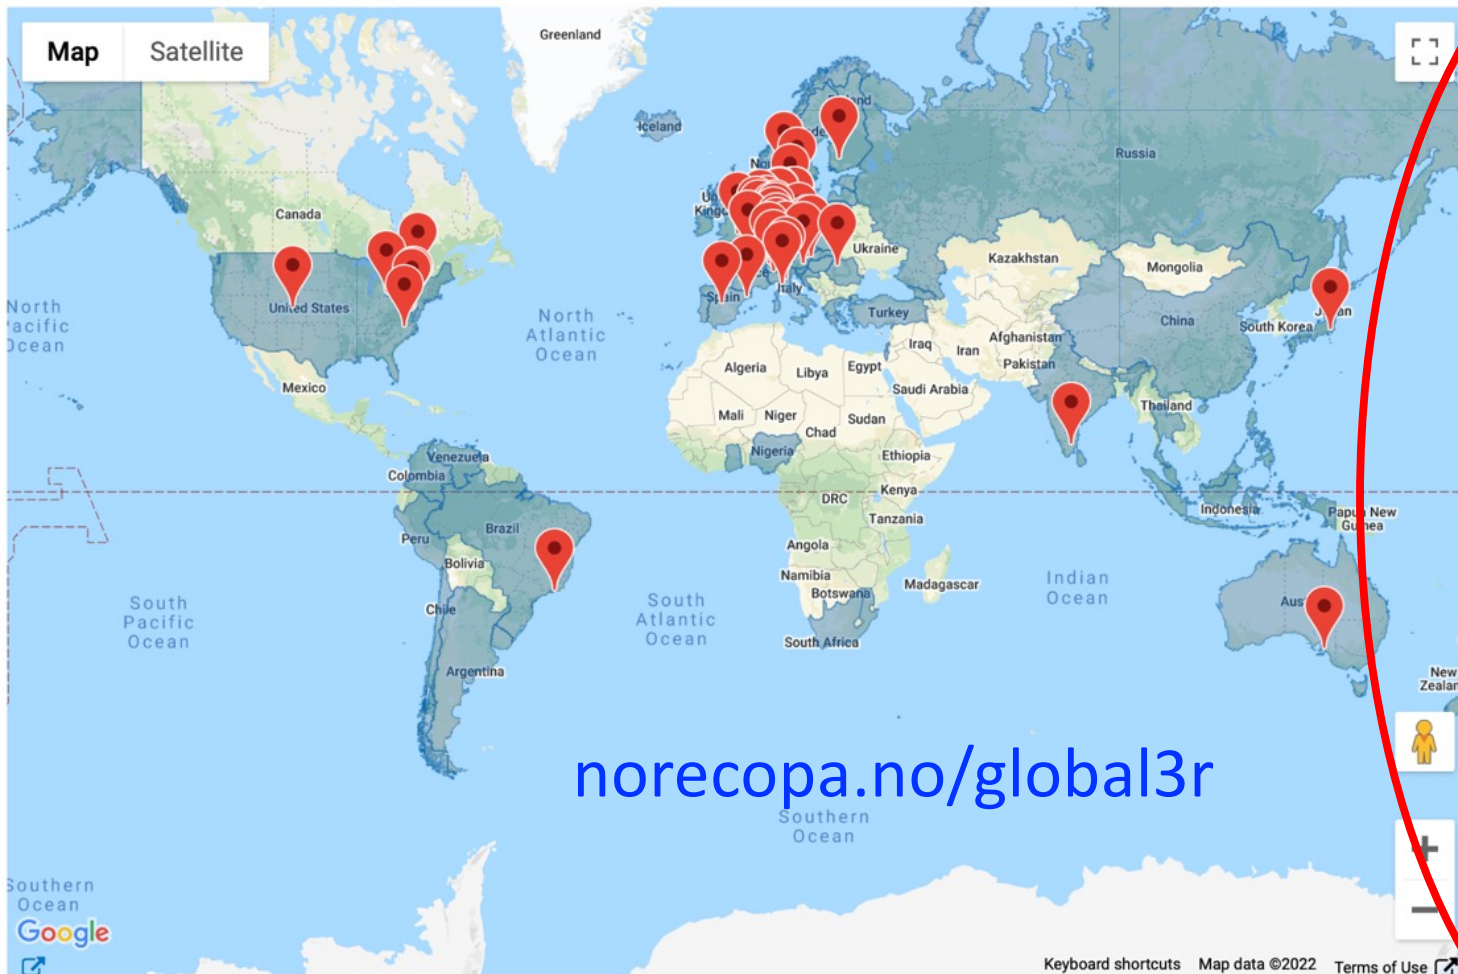 Map
Satellite
Greenland
Iceland
Russia
Canada
Ukraine
Kazakhstan
Mongolia
United States
Spain
Italy
Turkey
China
South Korea
Japan
North
Atlantic
Ocean
North
Pacific
Ocean
Iraq
Iran
Afghanistan
Pakistan
Algeria
Libya
Egypt
Saudi Arabia
Mexico
Mali
Niger
Chad
Sudan
Thailand
Nigeria
Ethiopia
Venezuela
Colombia
DRC
Kenya
Tanzania
Indonesia
Papua New
Guinea
Brazil
Peru
Bolivia
Angola
Namibia
Botswana
Madagascar
Indian
Ocean
South
Pacific
Ocean
Chile
South
Atlantic
Ocean
South Africa
Argentina
New
Zealan
norecopa.no/global3r
Southern
Ocean
Southern
Ocean
Google
Keyboard shortcuts
Map data ©2022
Terms of Use